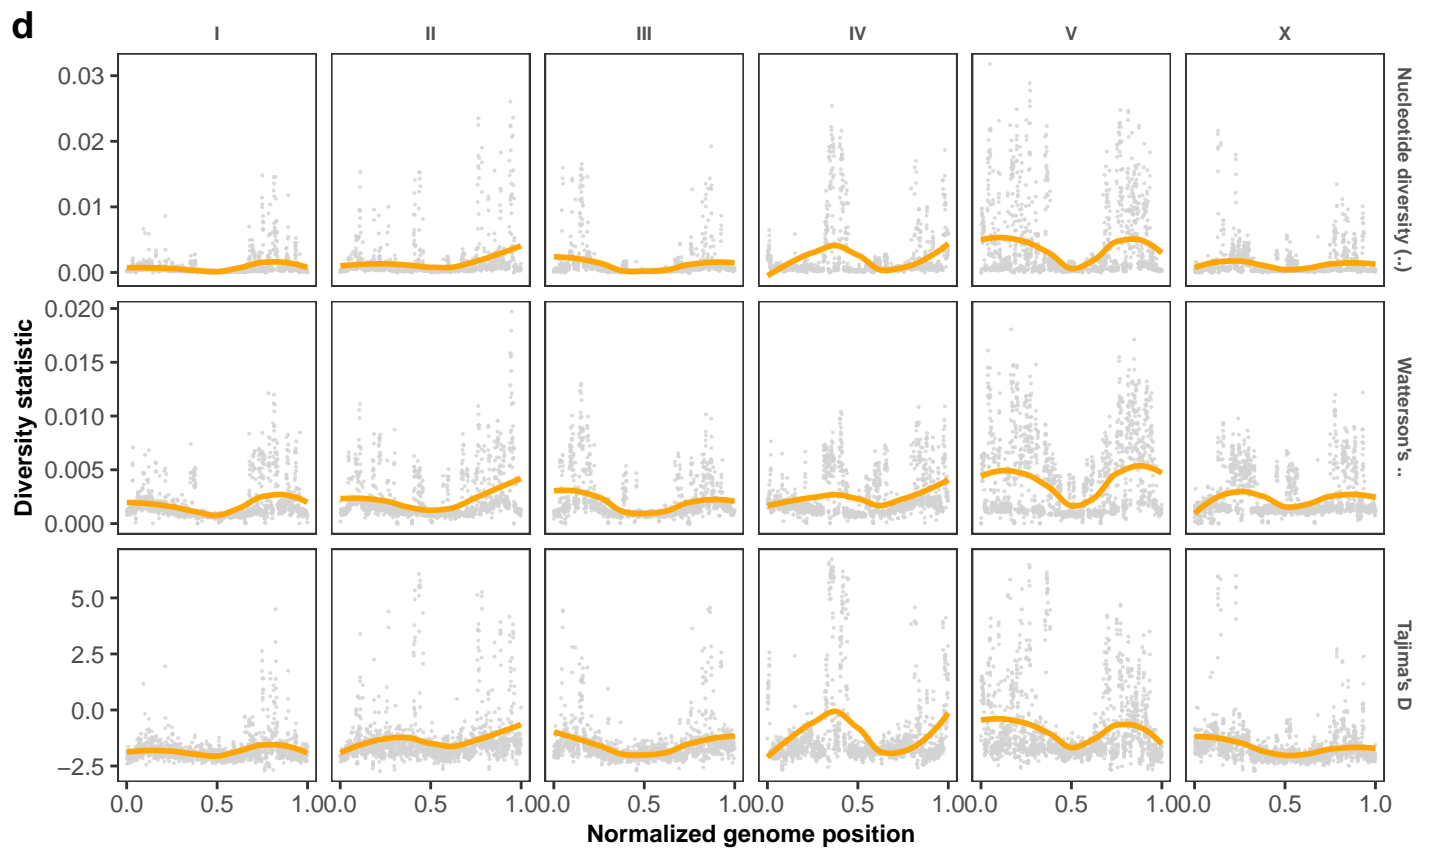 d
I II III IV V X
0.03
0.02
0.01
0.00
Nucleotide diversity (..)
Diversity statistic
0.020
0.015
0.010
0.005
0.000
Watterson's ..
5.0
2.5
0.0
−2.5
Tajima's D
0.0 0.5 1.00.0 0.5 1.00.0 0.5 1.00.0 0.5 1.00.0 0.5 1.00.0 0.5 1.0
Normalized genome position